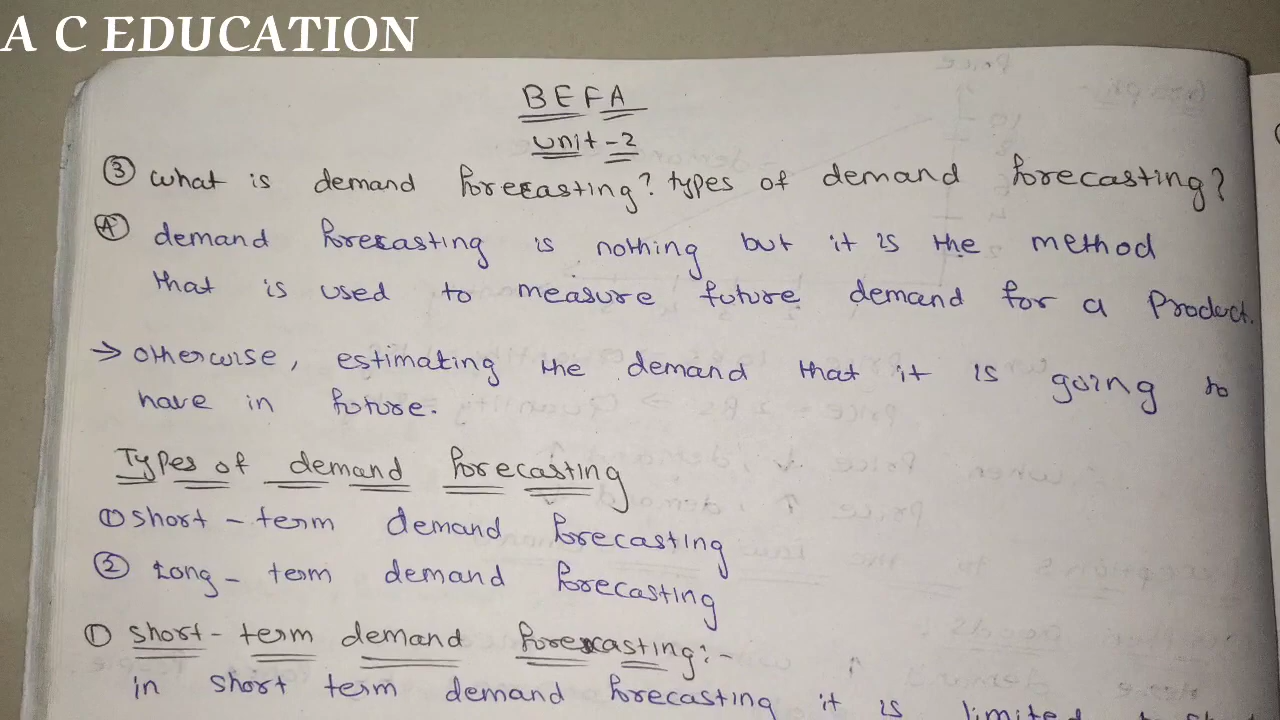 A C EDUCATION
BEFA
unit-2
③ what is demand forecasting? types of demand forecasting?
Ⓐ demand forecasting is nothing but it is the method
that is used to measure future demand for a product.
→ otherwise, estimating the demand that it is going to
have in future.
Types of demand forecasting
① short-term demand forecasting
② Long-term demand forecasting
① short-term demand forecasting:-
in short term demand forecasting it is limited